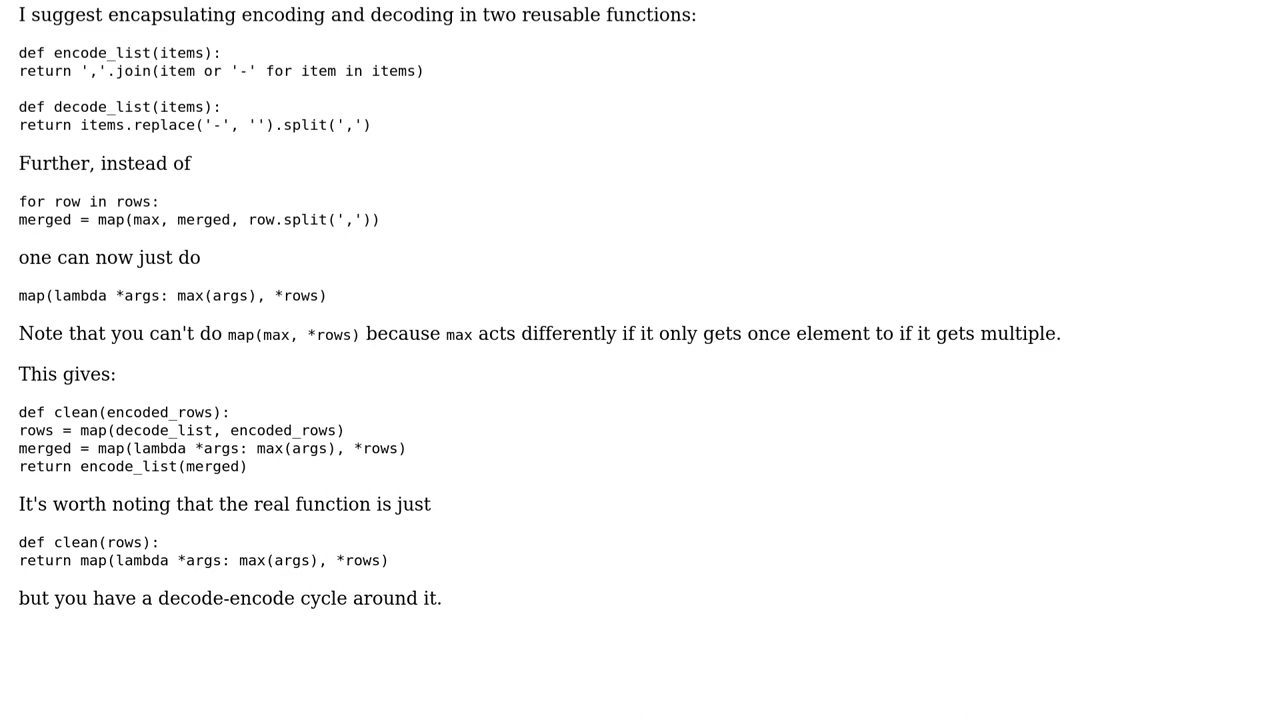 I suggest encapsulating encoding and decoding in two reusable functions:
def encode_list(items):
return ','.join(item or '-' for item in items)
def decode_list(items):
return items.replace('-', '').split(',')
Further, instead of
for row in rows:
merged = map(max, merged, row.split(','))
one can now just do
map(lambda *args: max(args), *rows)
Note that you can't do map(max, *rows) because max acts differently if it only gets once element to if it gets multiple.
This gives:
def clean(encoded_rows):
rows = map(decode_list, encoded_rows)
merged = map(lambda *args: max(args), *rows)
return encode_list(merged)
It's worth noting that the real function is just
def clean(rows):
return map(lambda *args: max(args), *rows)
but you have a decode-encode cycle around it.